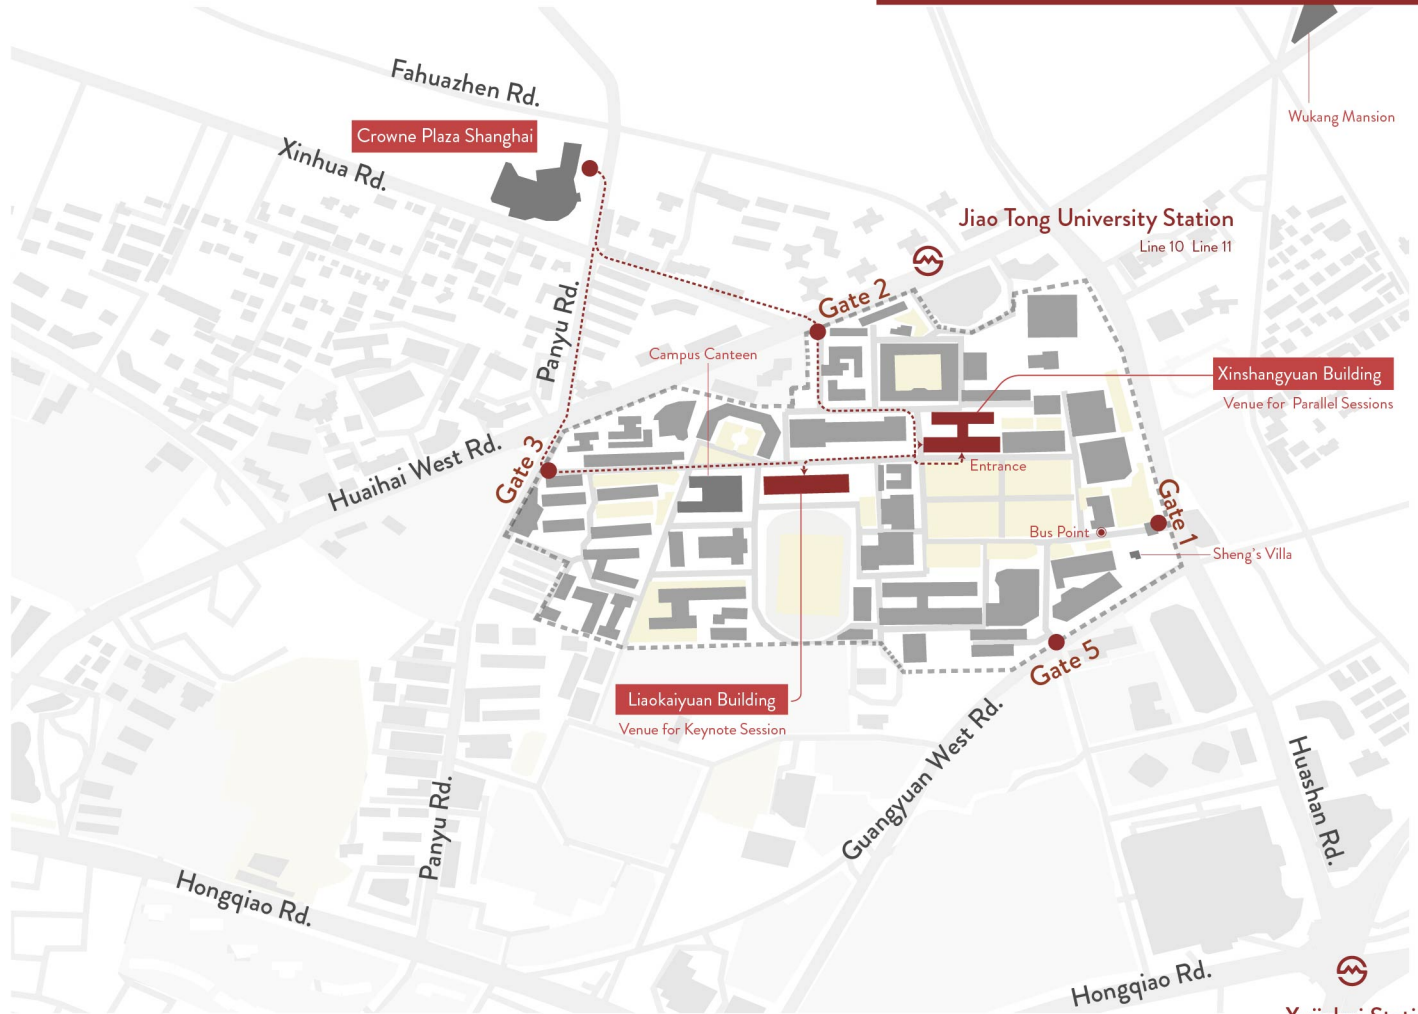 Fahuazhen Rd.
Wukang Mansion
Crowne Plaza Shanghai
Xinhua Rd.
Jiao Tong University Station
Line 10 Line 11
Gate 2
Panyu Rd.
Campus Canteen
Xinshangyuan Building
Venue for Parallel Sessions
Huaihai West Rd.
Gate 3
Entrance
Gate 1
Bus Point
Sheng's Villa
Gate 5
Liaokaiyuan Building
Venue for Keynote Session
Guangyuan West Rd.
Huashan Rd.
Panyu Rd.
Hongqiao Rd.
Hongqiao Rd.